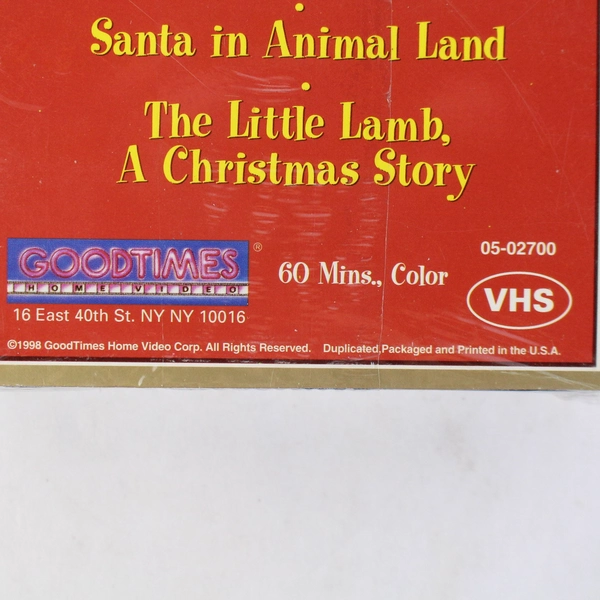 •
Santa in Animal Land
•
The Little Lamb,
A Christmas Story
GOODTIMES®
HOME VIDEO
16 East 40th St. NY NY 10016
60 Mins., Color
05-02700
VHS
©1998 GoodTimes Home Video Corp. All Rights Reserved. Duplicated,Packaged and Printed in the U.S.A.